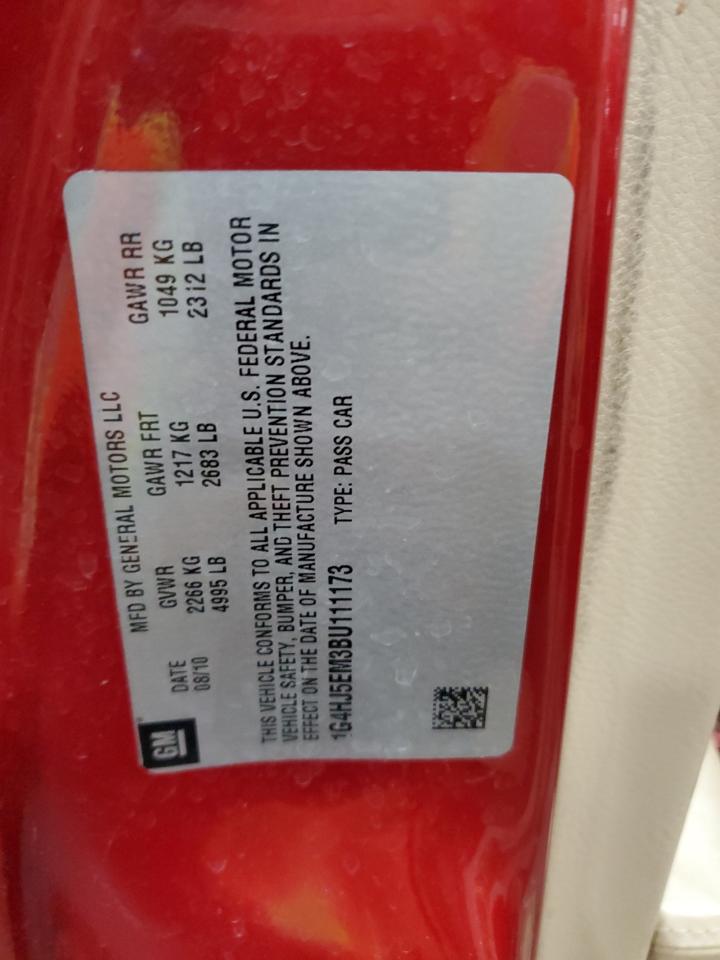 GM
MFD BY GENERAL MOTORS LLC
DATE GVWR GAWR FRT GAWR RR
08/10 2266 KG 1217 KG 1049 KG
4995 LB 2683 LB 2312 LB
THIS VEHICLE CONFORMS TO ALL APPLICABLE U.S. FEDERAL MOTOR
VEHICLE SAFETY, BUMPER, AND THEFT PREVENTION STANDARDS IN
EFFECT ON THE DATE OF MANUFACTURE SHOWN ABOVE.
1G4HJ5EM3BU111173 TYPE: PASS CAR